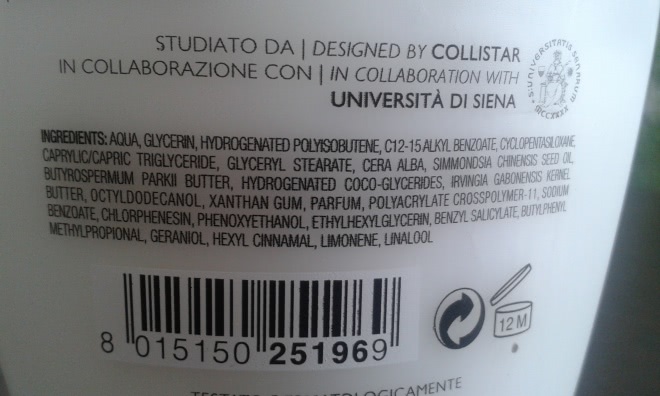 STUDIATO DA | DESIGNED BY COLLISTAR
IN COLLABORAZIONE CON | IN COLLABORATION WITH
UNIVERSITÀ DI SIENA
INGREDIENTS: AQUA, GLYCERIN, HYDROGENATED POLYISOBUTENE, C12-15 ALKYL BENZOATE, CYCLOPENTASILOXANE,
CAPRYLIC/CAPRIC TRIGLYCERIDE, GLYCERYL STEARATE, CERA ALBA, SIMMONDSIA CHINENSIS SEED OIL,
BUTYROSPERMUM PARKII BUTTER, HYDROGENATED COCO-GLYCERIDES, IRVINGIA GABONENSIS KERNEL
BUTTER, OCTYLDODECANOL, XANTHAN GUM, PARFUM, POLYACRYLATE CROSSPOLYMER-11, SODIUM
BENZOATE, CHLORPHENESIN, PHENOXYETHANOL, ETHYLHEXYLGLYCERIN, BENZYL SALICYLATE, BUTYLPHENYL
METHYLPROPIONAL, GERANIOL, HEXYL CINNAMAL, LIMONENE, LINALOOL
12 M
8 015150 251969